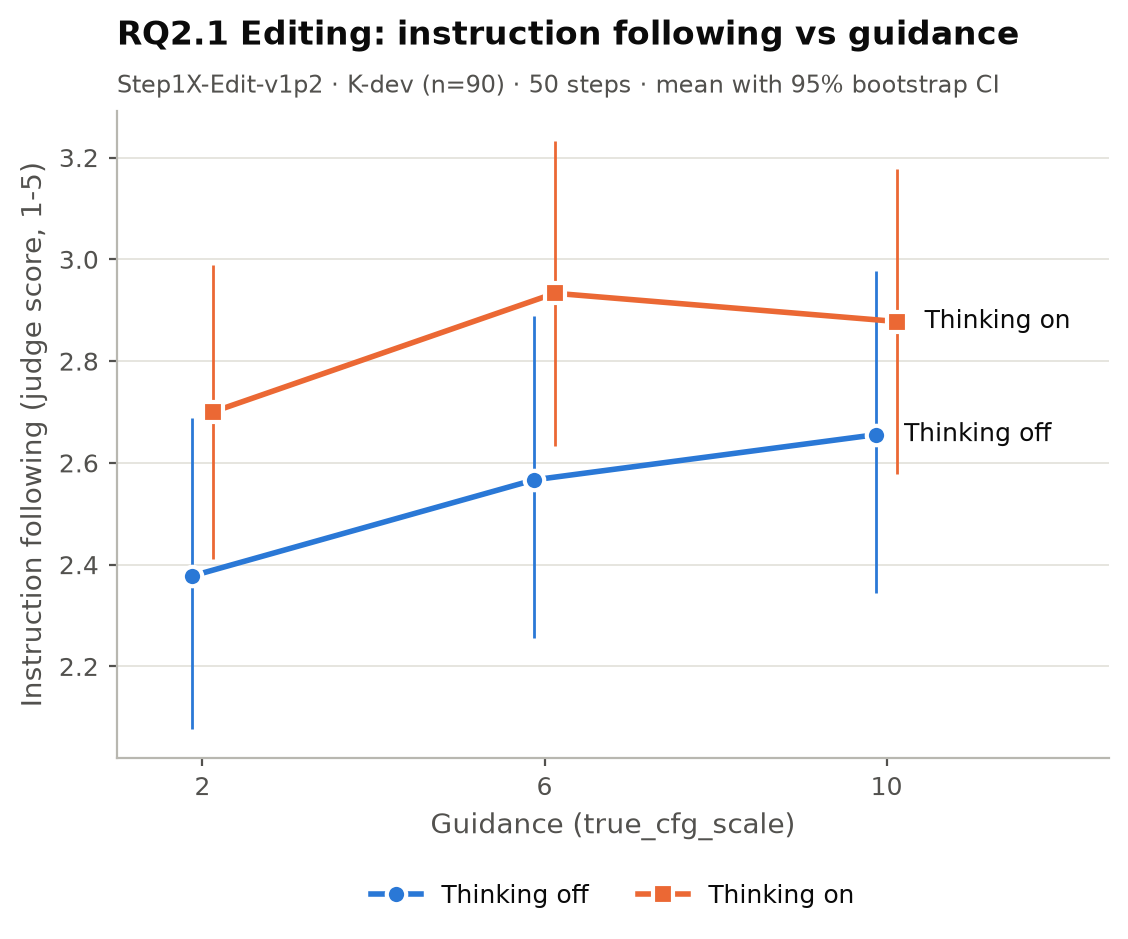 RQ2.1 Editing: instruction following vs guidance
Step1X-Edit-v1p2 · K-dev (n=90) · 50 steps · mean with 95% bootstrap CI
Instruction following (judge score, 1-5)
3.2
3.0
2.8
2.6
2.4
2.2
Thinking on
Thinking off
2 6 10
Guidance (true_cfg_scale)
Thinking off Thinking on